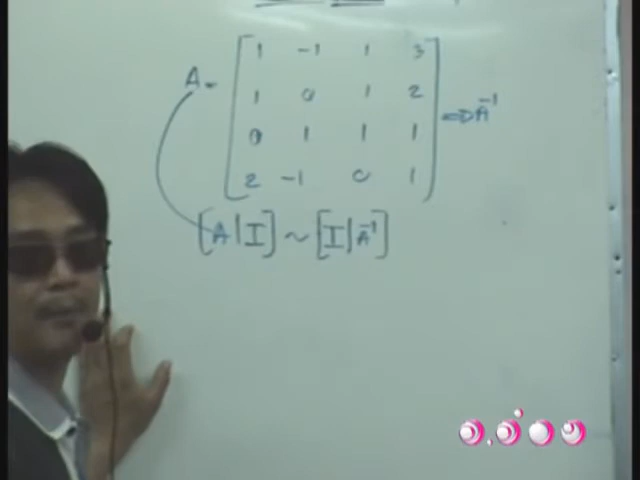 A = [1 -1 1 3
1 0 1 2
0 1 1 1
2 -1 0 1] ⇒ A⁻¹
[A|I] ~ [I|A⁻¹]